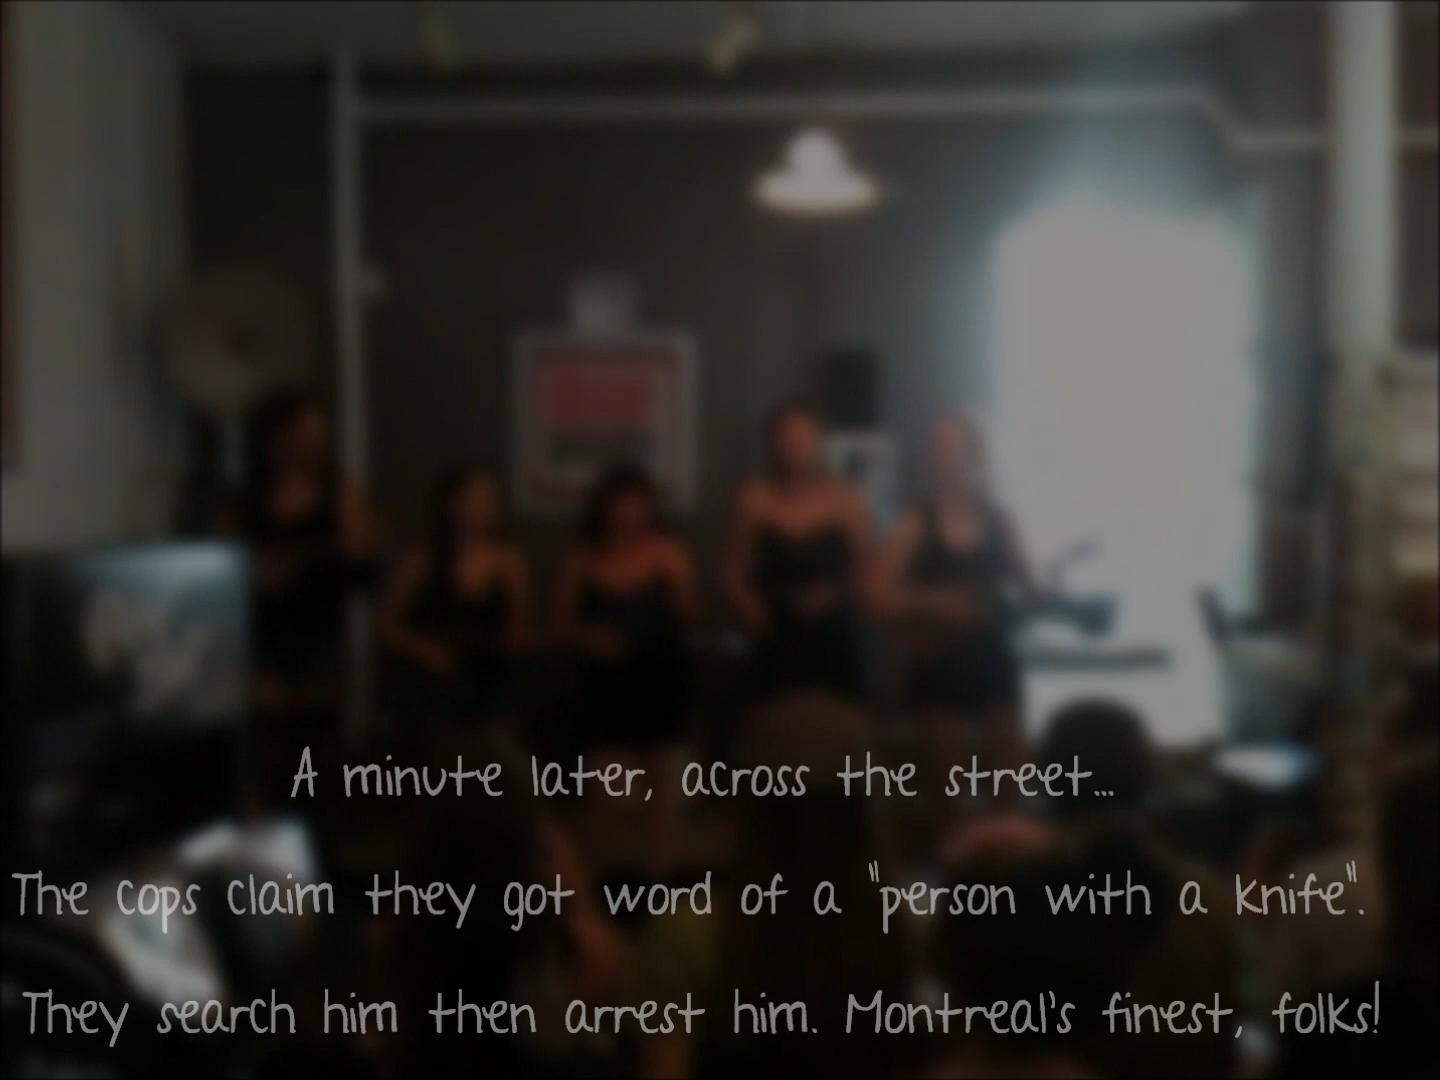 A minute later, across the street...
The cops claim they got word of a "person with a knife".
They search him then arrest him. Montreal's finest, folks!